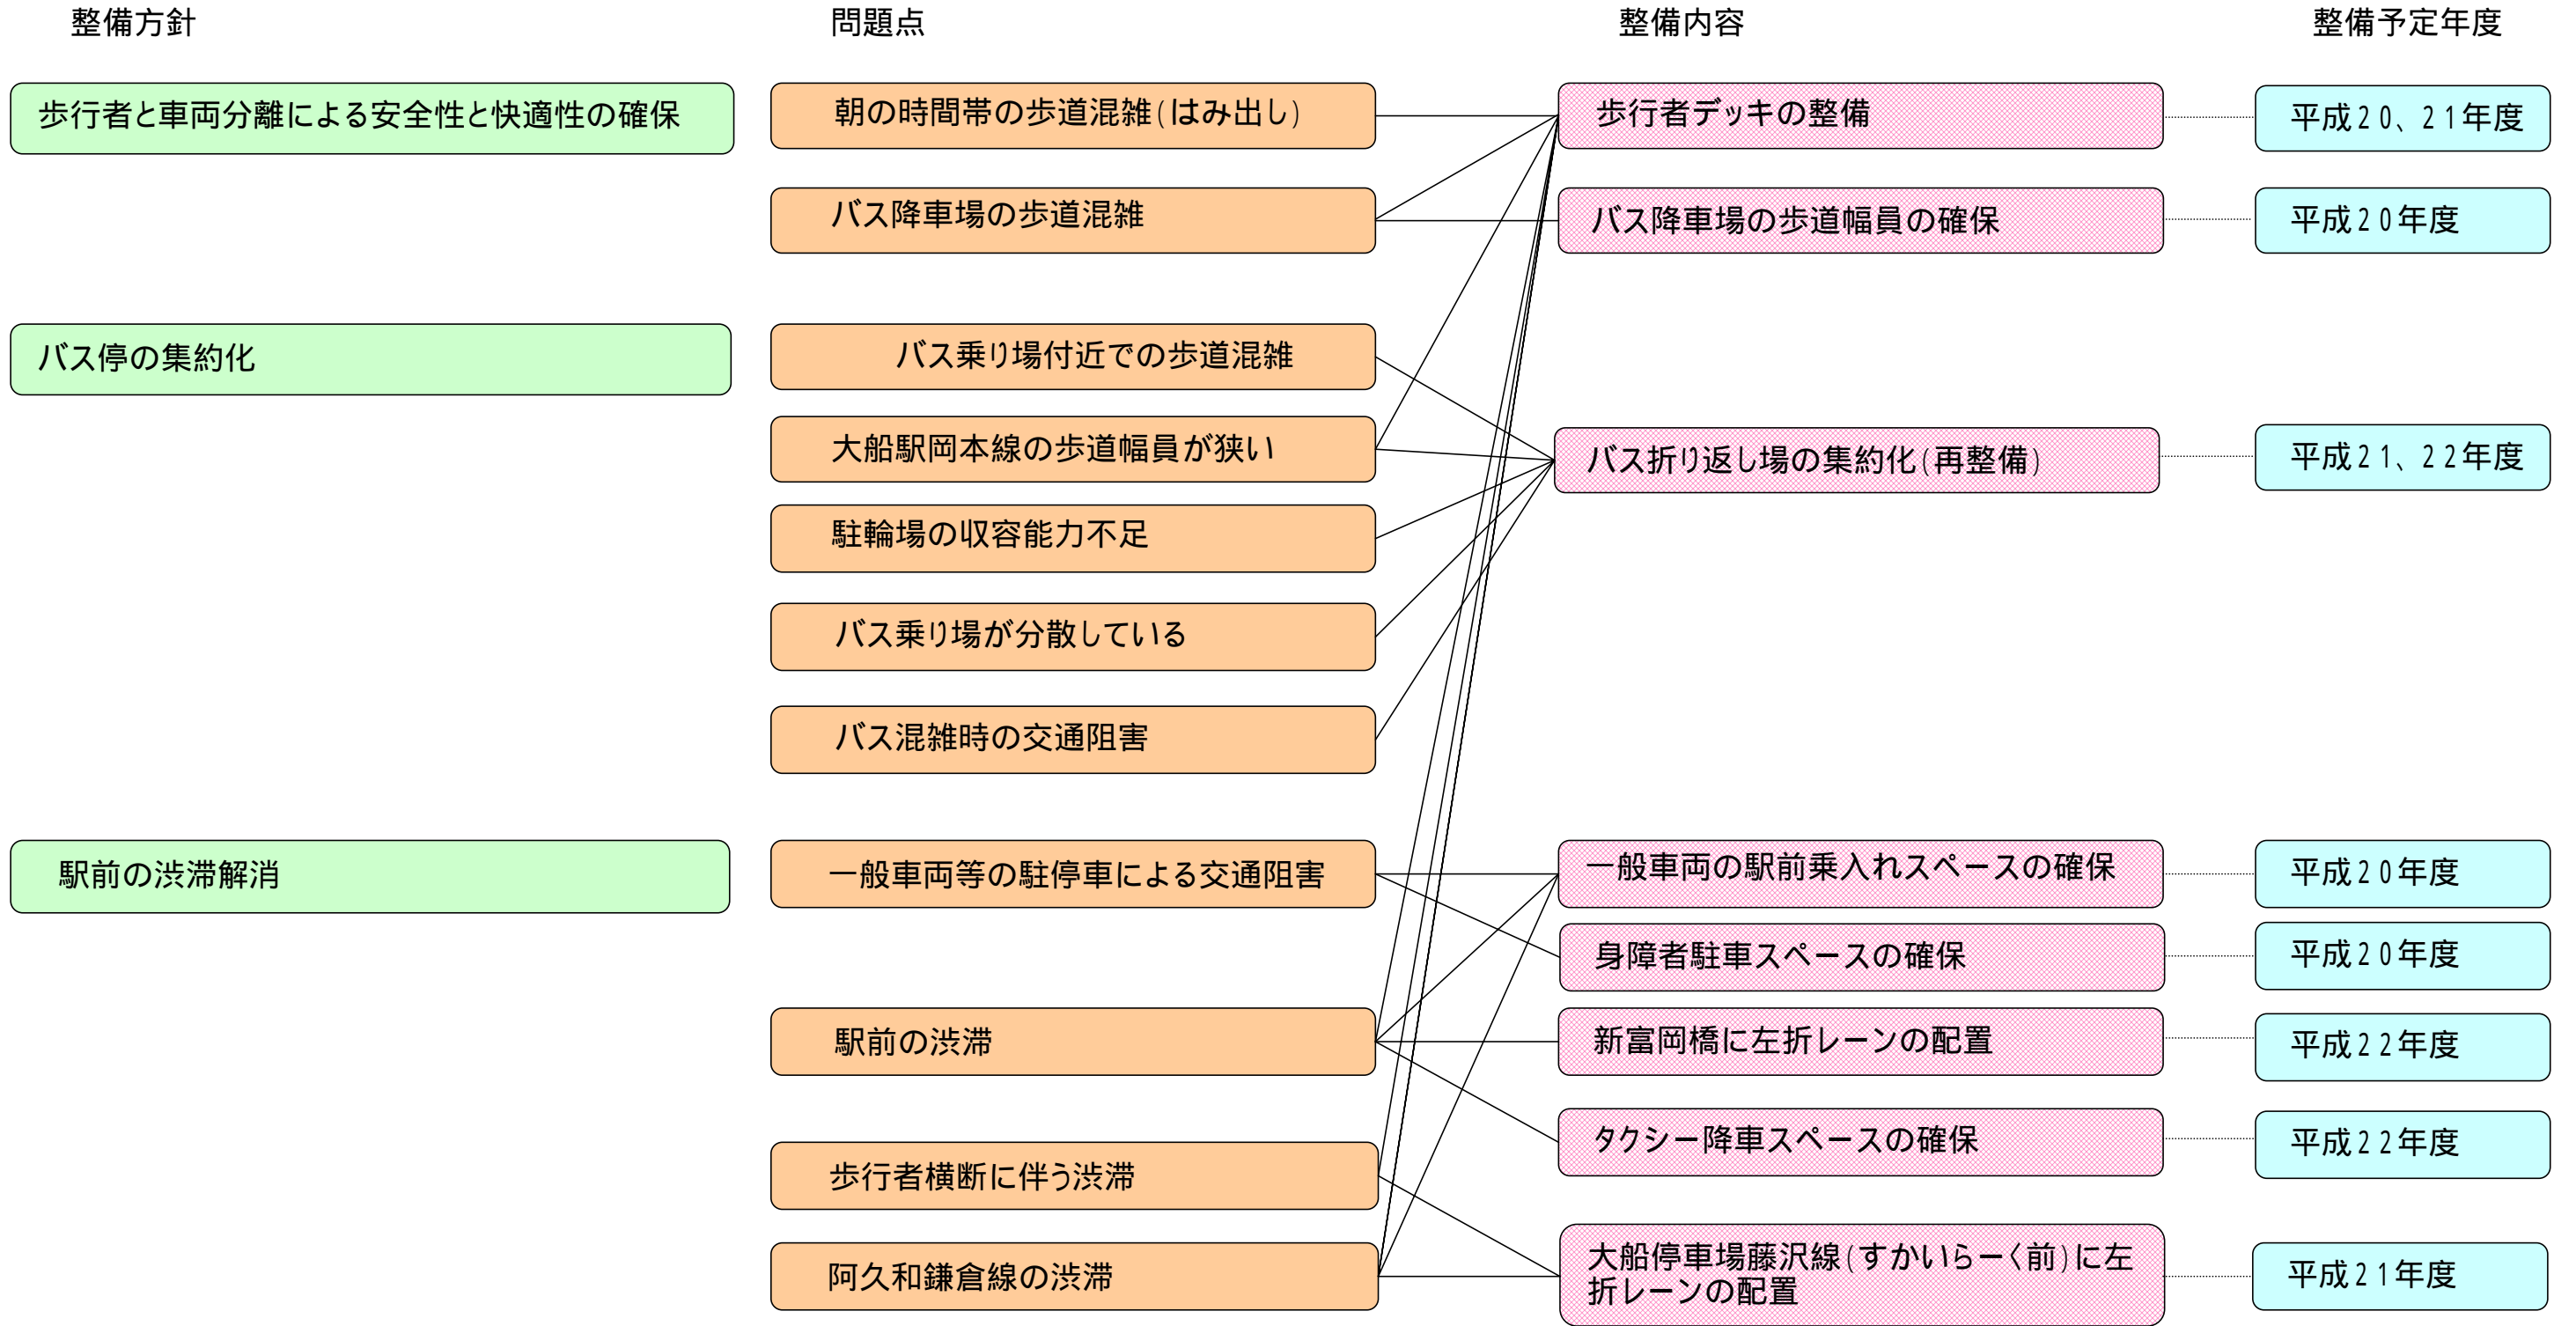 整備方針
問題点
整備内容
整備予定年度
歩行者と車両分離による安全性と快適性の確保
朝の時間帯の歩道混雑(はみ出し)
歩行者デッキの整備
平成20、21年度
バス降車場の歩道混雑
バス降車場の歩道幅員の確保
平成20年度
バス停の集約化
バス乗り場付近での歩道混雑
大船駅岡本線の歩道幅員が狭い
バス折り返し場の集約化(再整備)
平成21、22年度
駐輪場の収容能力不足
バス乗り場が分散している
バス混雑時の交通阻害
駅前の渋滞解消
一般車両等の駐停車による交通阻害
一般車両の駅前乗入れスペースの確保
平成20年度
身障者駐車スペースの確保
平成20年度
駅前の渋滞
新富岡橋に左折レーンの配置
平成22年度
タクシー降車スペースの確保
平成22年度
歩行者横断に伴う渋滞
阿久和鎌倉線の渋滞
大船停車場藤沢線(すかいらーく前)に左
折レーンの配置
平成21年度